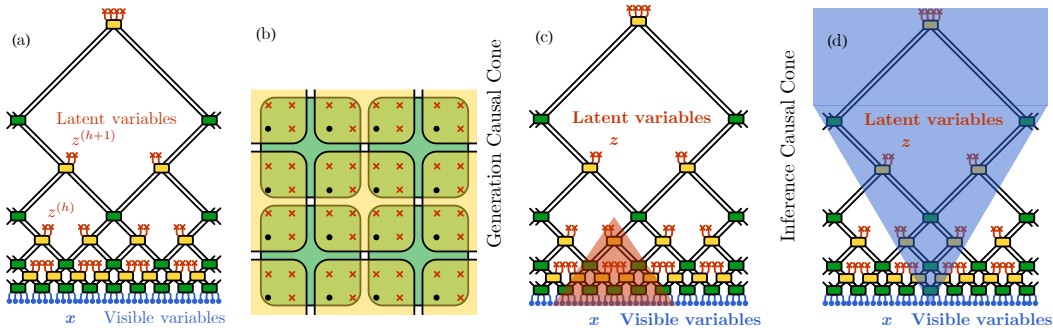 (a)
Latent variables
z^{(h+1)}
z^{(h)}
x Visible variables
(b)
Generation Causal Cone
(c)
Latent variables
z
x Visible variables
Inference Causal Cone
(d)
Latent variables
z
x Visible variables